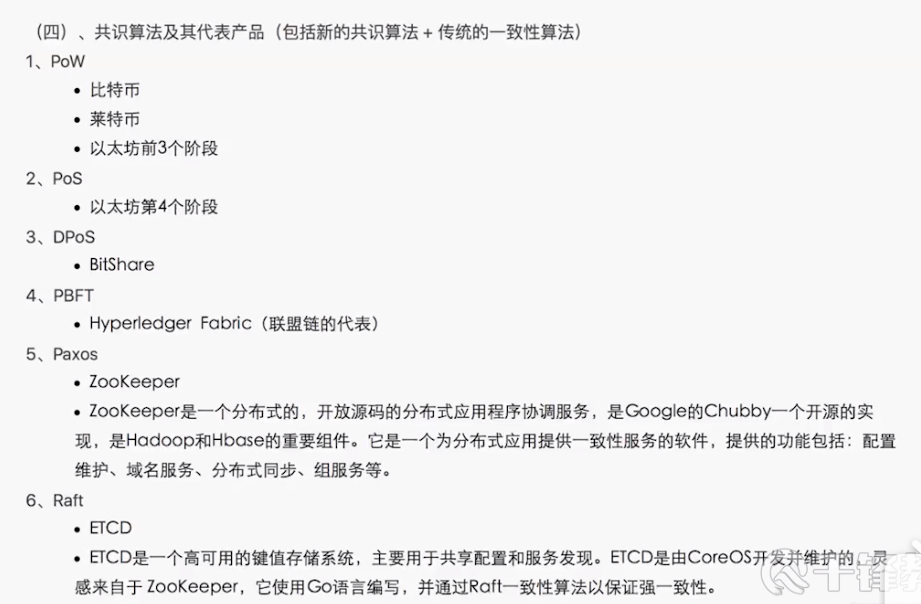 （四）、共识算法及其代表产品（包括新的共识算法 + 传统的一致性算法）
1、PoW
• 比特币
• 莱特币
• 以太坊前3个阶段
2、PoS
• 以太坊第4个阶段
3、DPoS
• BitShare
4、PBFT
• Hyperledger Fabric（联盟链的代表）
5、Paxos
• ZooKeeper
• ZooKeeper是一个分布式的，开放源码的分布式应用程序协调服务，是Google的Chubby一个开源的实
现，是Hadoop和Hbase的重要组件。它是一个为分布式应用提供一致性服务的软件，提供的功能包括：配置
维护、域名服务、分布式同步、组服务等。
6、Raft
• ETCD
• ETCD是一个高可用的键值存储系统，主要用于共享配置和服务发现。ETCD是由CoreOS开发并维护的，灵
感来自于 ZooKeeper，它使用Go语言编写，并通过Raft一致性算法以保证强一致性。